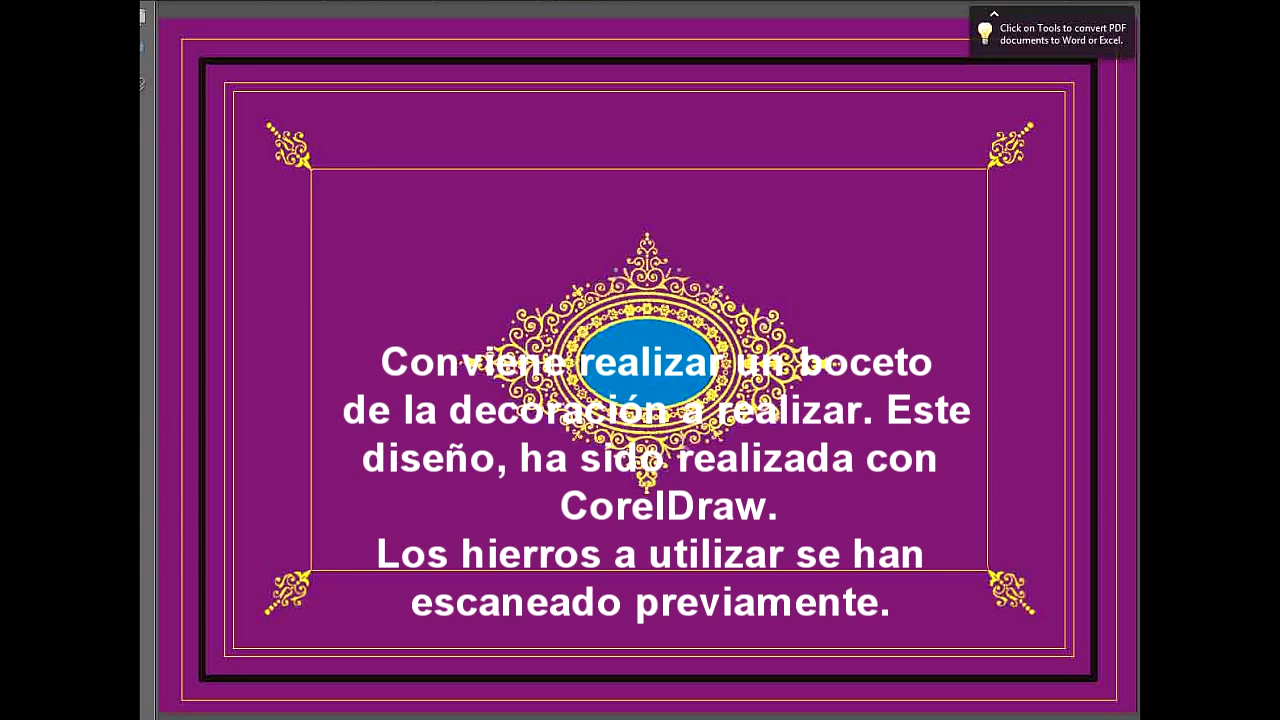 Click on Tools to convert PDF
documents to Word or Excel.
Conviene realizar un boceto
de la decoración a realizar. Este
diseño, ha sido realizada con
CorelDraw.
Los hierros a utilizar se han
escaneado previamente.